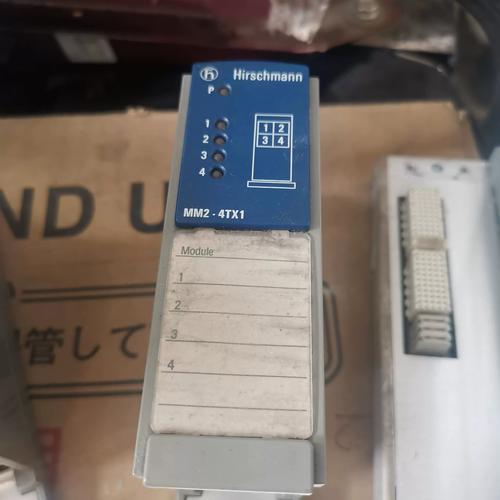 Hirschmann
P
1
2
3
4
1 2
3 4
MM2 - 4TX1
Module
1
2
3
4
ND U
管して